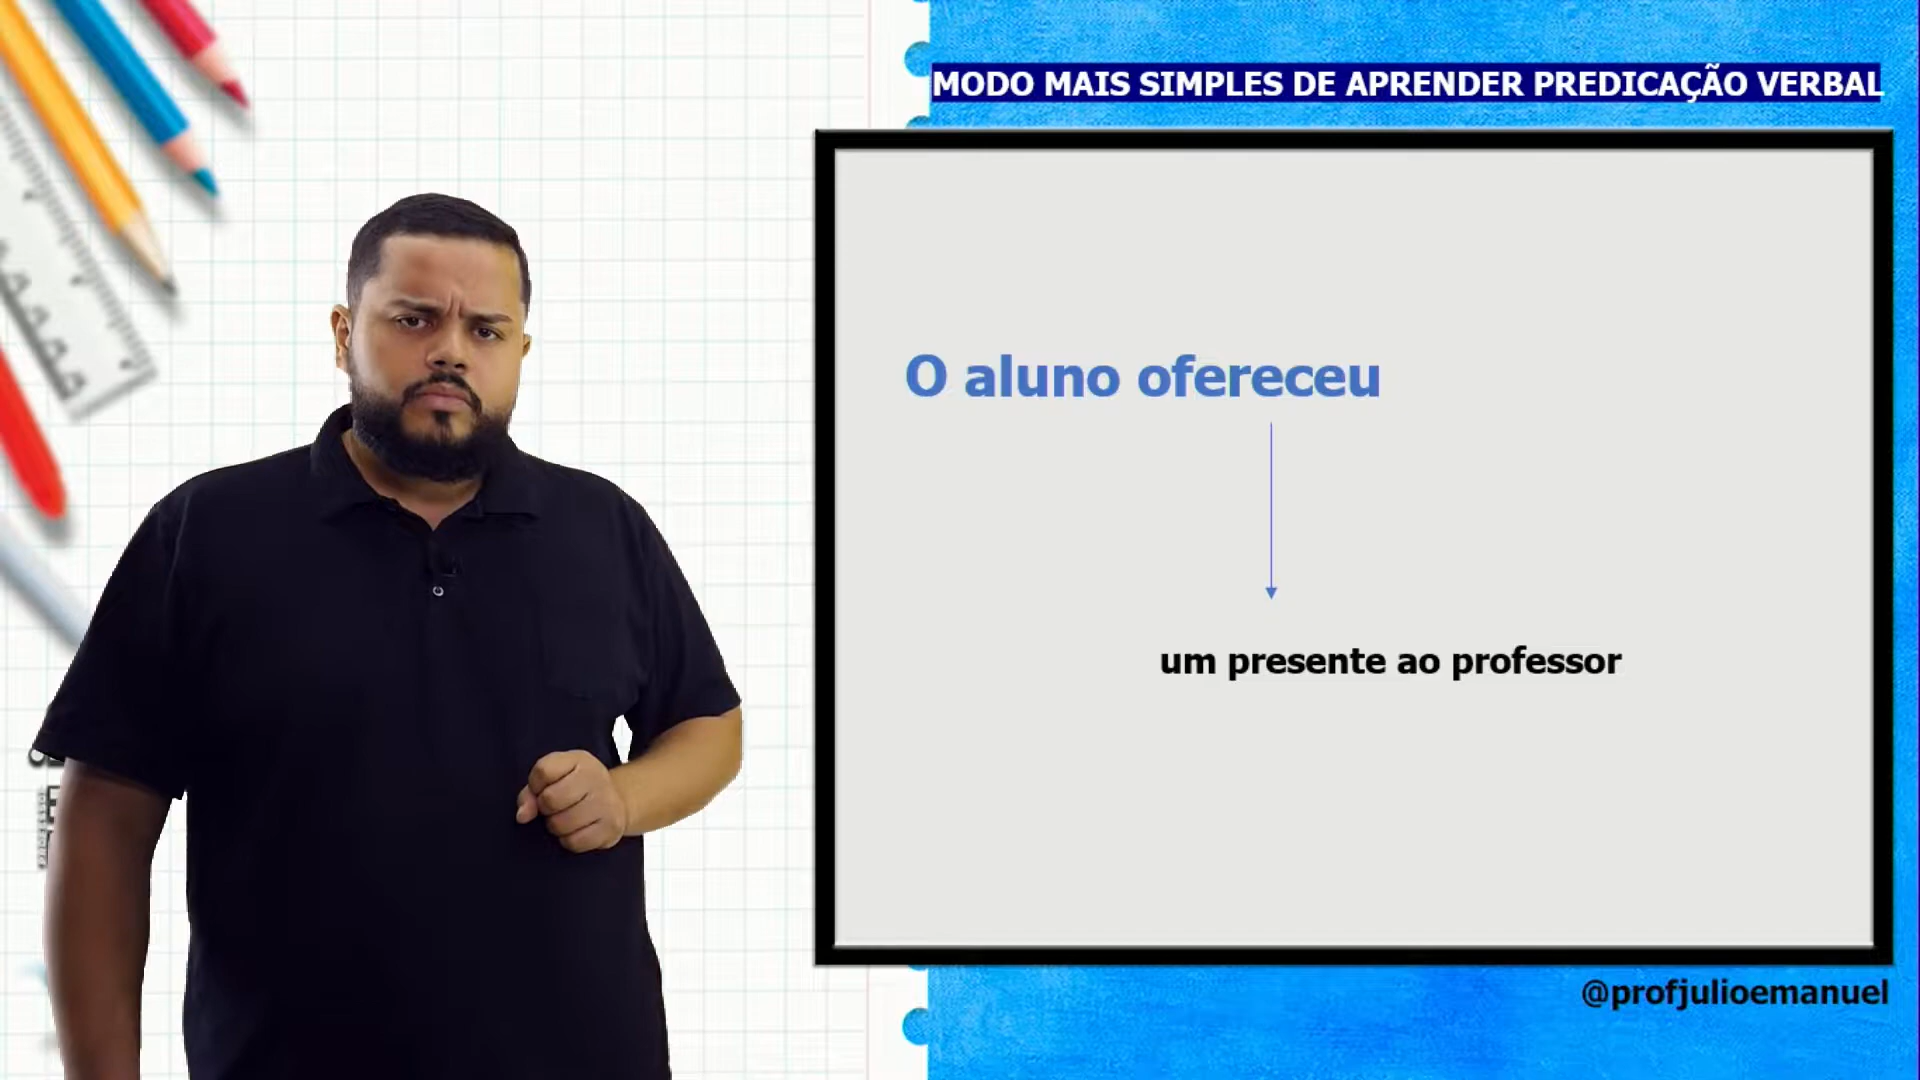 MODO MAIS SIMPLES DE APRENDER PREDICAÇÃO VERBAL
O aluno ofereceu
um presente ao professor
@profjulioemanuel